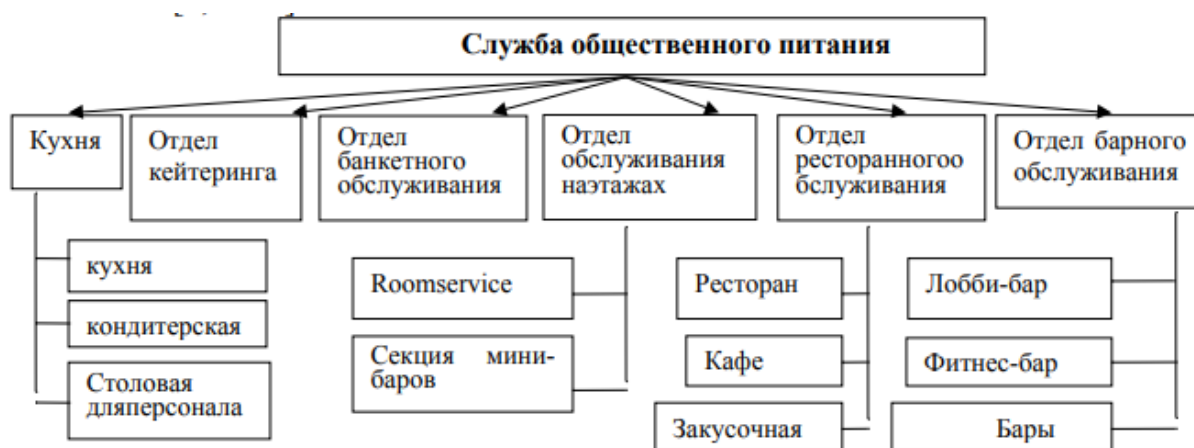 Служба общественного питания
Кухня
Отдел
кейтеринга
Отдел
банкетного
обслуживания
Отдел
обслуживания
наэтажах
Отдел
ресторанногоо
бслуживания
Отдел барного
обслуживания
кухня
кондитерская
Столовая
дляперсонала
Roomservice
Секция мини-
баров
Ресторан
Кафе
Закусочная
Лобби-бар
Фитнес-бар
Бары